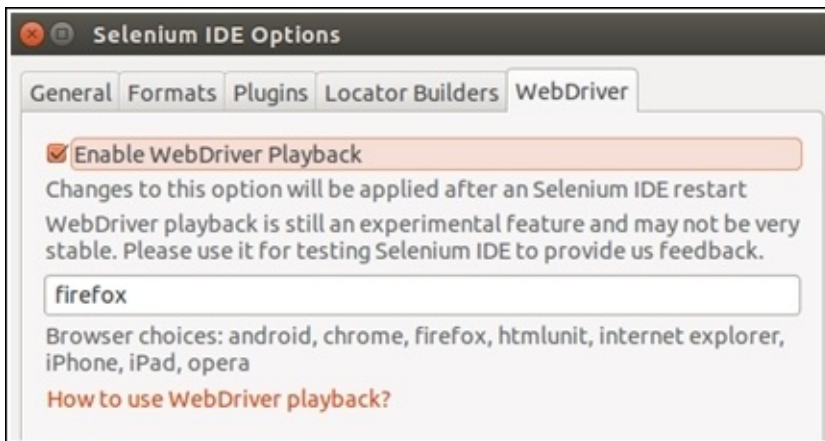 Selenium IDE Options
General Formats Plugins Locator Builders WebDriver
Enable WebDriver Playback
Changes to this option will be applied after an Selenium IDE restart
WebDriver playback is still an experimental feature and may not be very
stable. Please use it for testing Selenium IDE to provide us feedback.
firefox
Browser choices: android, chrome, firefox, htmlunit, internet explorer,
iPhone, iPad, opera
How to use WebDriver playback?